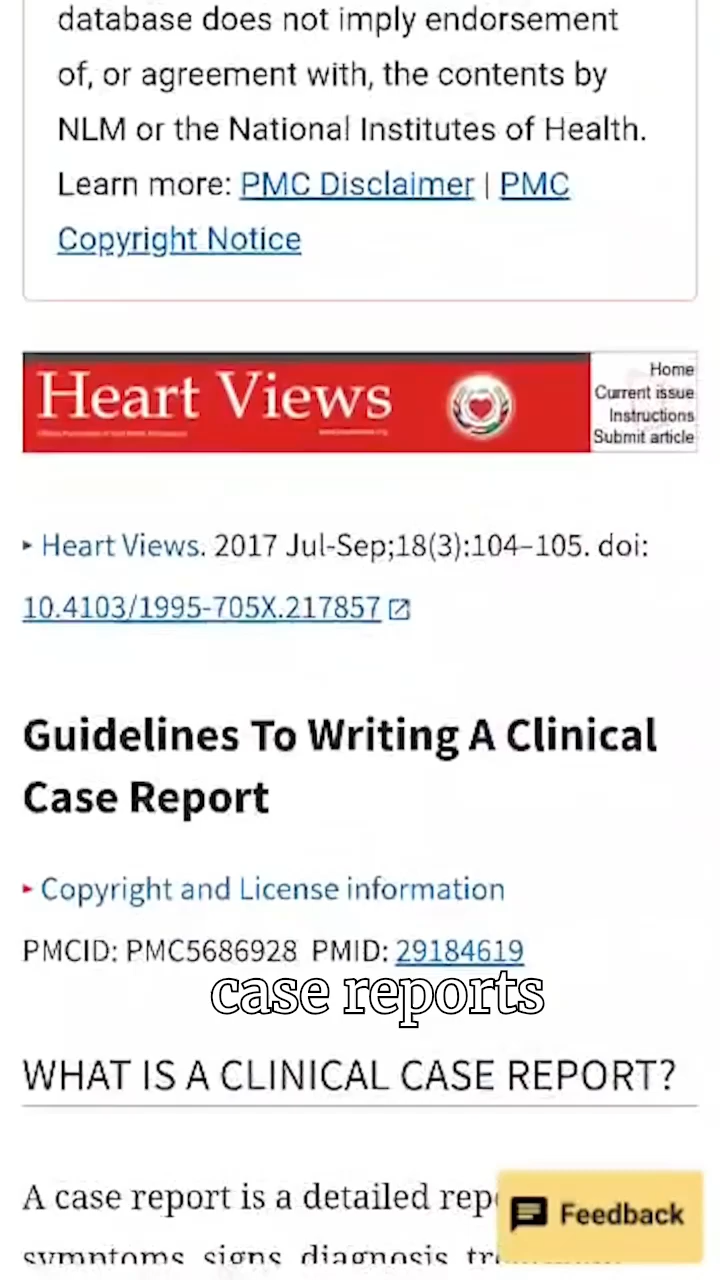 database does not imply endorsement
of, or agreement with, the contents by
NLM or the National Institutes of Health.
Learn more: PMC Disclaimer | PMC
Copyright Notice
Heart Views
Home
Current issue
Instructions
Submit article
▸ Heart Views. 2017 Jul-Sep;18(3):104–105. doi:
10.4103/1995-705X.217857
Guidelines To Writing A Clinical
Case Report
▸ Copyright and License information
PMCID: PMC5686928 PMID: 29184619
case reports
WHAT IS A CLINICAL CASE REPORT?
A case report is a detailed
Feedback
symptoms signs diagnosis